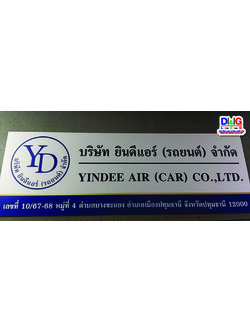 DMG
YD
บริษัท ยินดีแอร์ (รถยนต์) จำกัด
บริษัท ยินดีแอร์ (รถยนต์) จำกัด
YINDEE AIR (CAR) CO.,LTD.
เลขที่ 10/67-68 หมู่ที่ 4 ตำบลบางขะแยง อำเภอเมืองปทุมธานี จังหวัดปทุมธานี 12000